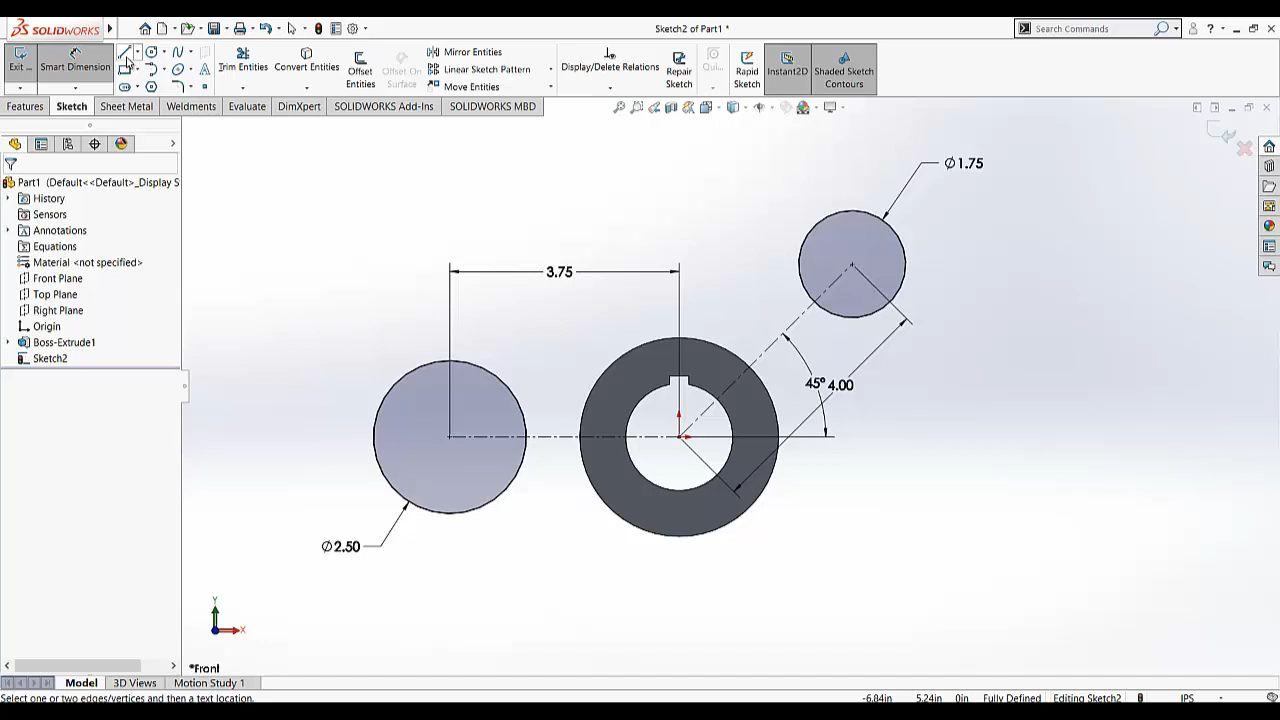 SOLIDWORKS
Sketch2 of Part1 *
Search Commands
Exit ...
Smart Dimension
Trim Entities
Convert Entities
Offset Entities
Offset On Surface
Mirror Entities
Linear Sketch Pattern
Move Entities
Display/Delete Relations
Repair Sketch
Qui...
Rapid Sketch
Instant2D
Shaded Sketch Contours
Features
Sketch
Sheet Metal
Weldments
Evaluate
DimXpert
SOLIDWORKS Add-Ins
SOLIDWORKS MBD
Part1 (Default<<Default>_Display S
History
Sensors
Annotations
Equations
Material <not specified>
Front Plane
Top Plane
Right Plane
Origin
Boss-Extrude1
Sketch2
∅1.75
3.75
45° 4.00
∅2.50
Y
X
*Front
Model
3D Views
Motion Study 1
Select one or two edges/vertices and then a text location.
-6.84in 5.24in 0in Fully Defined Editing Sketch2 IPS